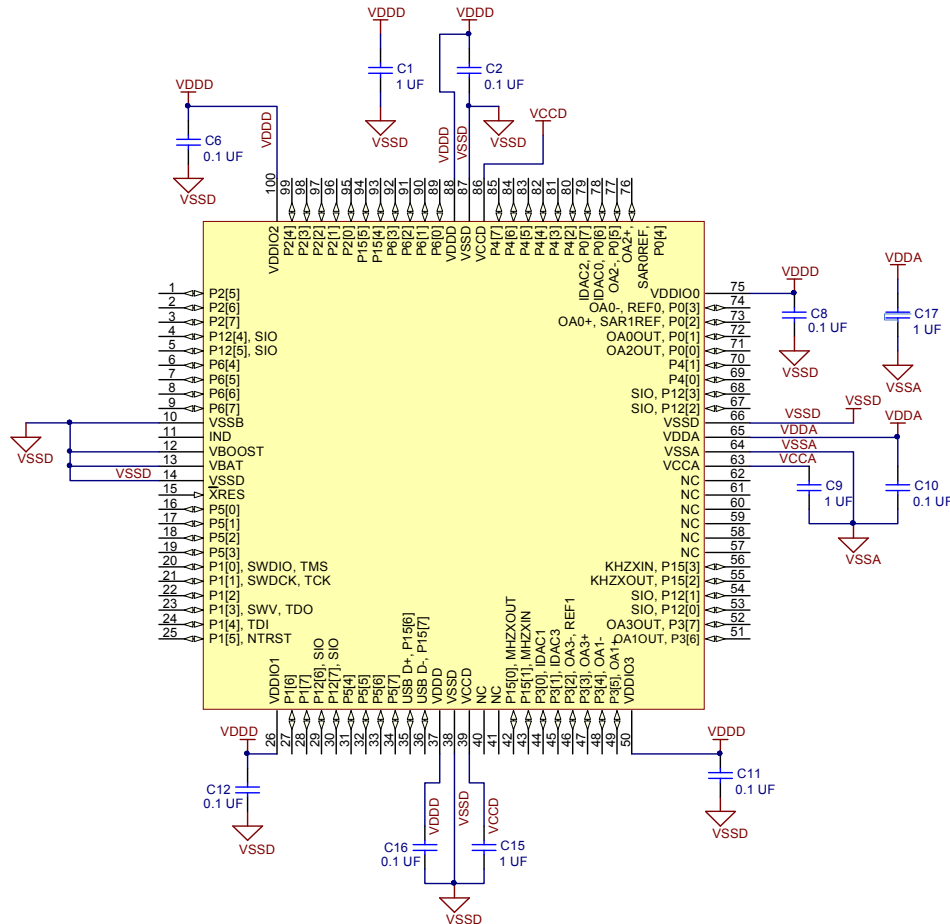 VDDD
C1
1 UF
VSSD
VDDD
C2
0.1 UF
VSSD
VDDD
VSSD
VCCD
VDDD
C6
0.1 UF
VSSD
VDDD
100
99
98
97
96
95
94
93
92
91
90
89
88
87
86
85
84
83
82
81
80
79
78
77
76
VDDIO2
P2[4]
P2[3]
P2[2]
P2[1]
P2[0]
P15[5]
P15[4]
P6[3]
P6[2]
P6[1]
P6[0]
VDDD
VSSD
VCCD
P4[7]
P4[6]
P4[5]
P4[4]
P4[3]
P4[2]
IDAC2, P0[7]
IDAC0, P0[6]
OA2-, P0[5]
OA2+,
SAR0REF,
P0[4]
1 P2[5]
2 P2[6]
3 P2[7]
4 P12[4], SIO
5 P12[5], SIO
6 P6[4]
7 P6[5]
8 P6[6]
9 P6[7]
10 VSSB
11 IND
12 VBOOST
13 VBAT
VSSD 14 VSSD
15 XRES
16 P5[0]
17 P5[1]
18 P5[2]
19 P5[3]
20 P1[0], SWDIO, TMS
21 P1[1], SWDCK, TCK
22 P1[2]
23 P1[3], SWV, TDO
24 P1[4], TDI
25 P1[5], NTRST
VSSD
VDDIO0 75
OA0-, REF0, P0[3] 74
OA0+, SAR1REF, P0[2] 73
OA0OUT, P0[1] 72
OA2OUT, P0[0] 71
P4[1] 70
P4[0] 69
SIO, P12[3] 68
SIO, P12[2] 67
VSSD 66 VSSD
VDDA 65 VDDA
VSSA 64 VSSA
VCCA 63 VCCA
NC 62
NC 61
NC 60
NC 59
NC 58
NC 57
KHZXIN, P15[3] 56
KHZXOUT, P15[2] 55
SIO, P12[1] 54
SIO, P12[0] 53
OA3OUT, P3[7] 52
OA1OUT, P3[6] 51
VDDD
C8
0.1 UF
VSSD
VDDA
C17
1 UF
VSSA
VSSD
VDDA
C9
1 UF
C10
0.1 UF
VSSA
VDDIO1
P1[6]
P1[7]
P12[6], SIO
P12[7], SIO
P5[4]
P5[5]
P5[6]
P5[7]
USB D+, P15[6]
USB D-, P15[7]
VDDD
VSSD
VCCD
NC
NC
P15[0], MHZXOUT
P15[1], MHZXIN
P3[0], IDAC1
P3[1], IDAC3
P3[2], OA3-, REF1
P3[3], OA3+
P3[4], OA1-
P3[5], OA1+
VDDIO3
26
27
28
29
30
31
32
33
34
35
36
37
38
39
40
41
42
43
44
45
46
47
48
49
50
VDDD
C12
0.1 UF
VSSD
VDDD
VSSD
VCCD
C16
0.1 UF
C15
1 UF
VSSD
VDDD
C11
0.1 UF
VSSD